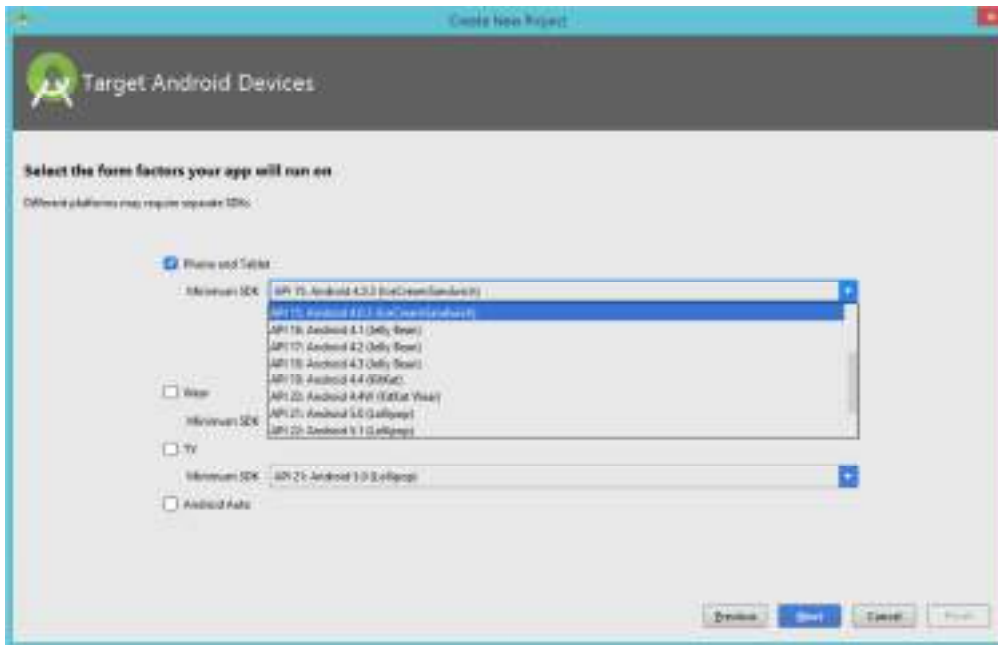 Create New Project
Target Android Devices
Select the form factors your app will run on
Different platforms may require separate SDKs
Phone and Tablet
Minimum SDK API 15: Android 4.0.3 (IceCreamSandwich)
API 15: Android 4.0.3 (IceCreamSandwich)
API 16: Android 4.1 (Jelly Bean)
API 17: Android 4.2 (Jelly Bean)
API 18: Android 4.3 (Jelly Bean)
API 19: Android 4.4 (KitKat)
API 20: Android 4.4W (KitKat Wear)
API 21: Android 5.0 (Lollipop)
API 22: Android 5.1 (Lollipop)
Wear
Minimum SDK
TV
Minimum SDK API 21: Android 5.0 (Lollipop)
Android Auto
Previous Next Cancel Finish